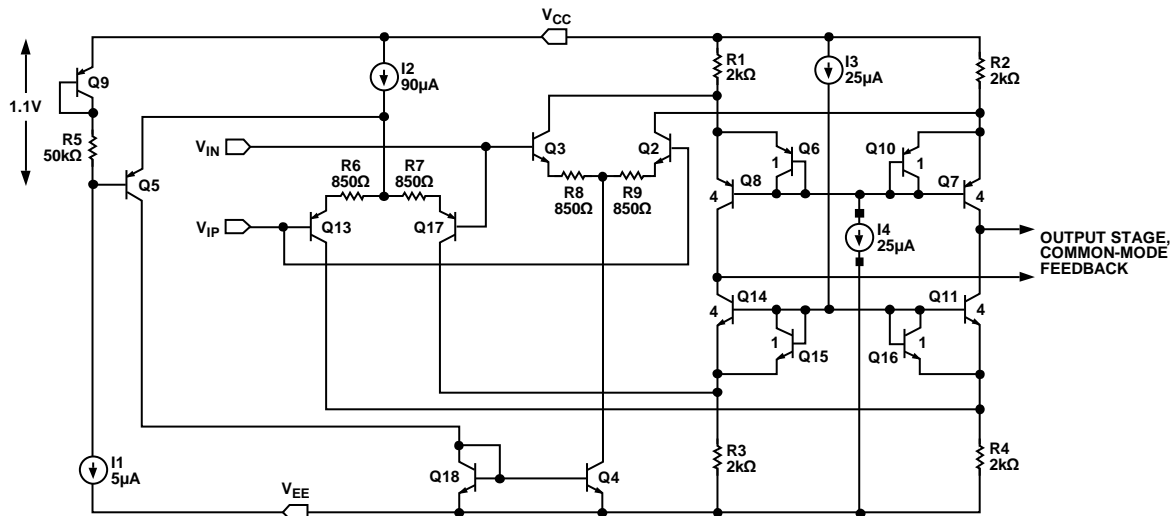 VCC
R1
2kΩ
I3
25µA
R2
2kΩ
I2
90µA
Q9
1.1V
R5
50kΩ
Q5
VIN
Q3
Q2
Q6
1
Q10
1
R6
850Ω
R7
850Ω
R8
850Ω
R9
850Ω
Q8
4
Q7
4
VIP
Q13
Q17
I4
25µA
OUTPUT STAGE,
COMMON-MODE
FEEDBACK
Q14
4
Q11
4
1
Q15
1
Q16
I1
5µA
Q18
Q4
R3
2kΩ
R4
2kΩ
VEE